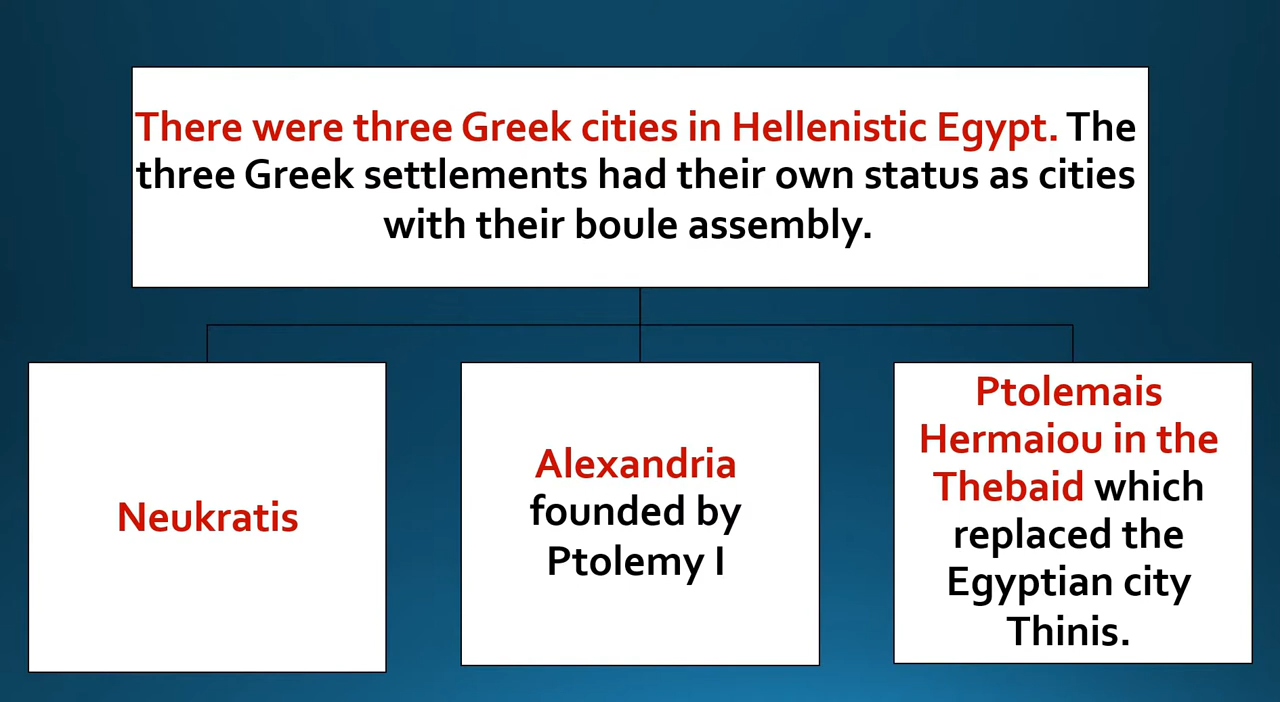 There were three Greek cities in Hellenistic Egypt. The
three Greek settlements had their own status as cities
with their boule assembly.
Neukratis
Alexandria
founded by
Ptolemy I
Ptolemais
Hermaiou in the
Thebaid which
replaced the
Egyptian city
Thinis.